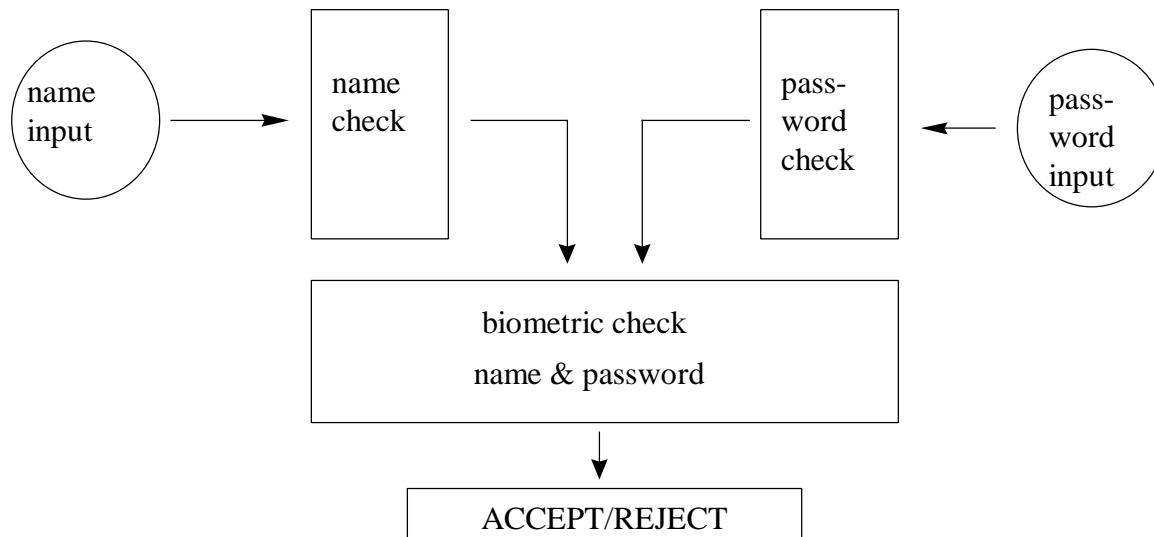 name
input
name
check
pass-
word
check
pass-
word
input
biometric check
name & password
ACCEPT/REJECT